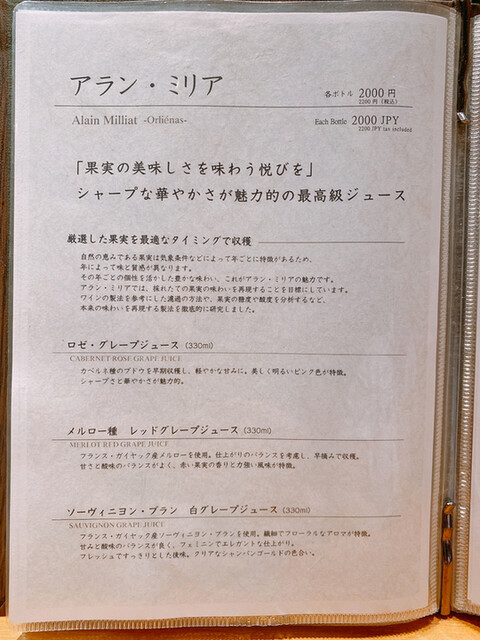 アラン・ミリア
各ボトル 2000円
2200円(税込)
Alain Milliat -Orliénas-
Each Bottle 2000 JPY
2200 JPY tax included
「果実の美味しさを味わう悦びを」
シャープな華やかさが魅力的の最高級ジュース
厳選した果実を最適なタイミングで収穫
自然の恵みである果実は気象条件などによって年ごとに特徴があるため、
年によって味と質感が異なります。
その年ごとの個性を活かした豊かな味わい、これがアラン・ミリアの魅力です。
アラン・ミリアでは、採れたての果実の味わいを再現することを目標にしています。
ワインの製法を参考にした濾過の方法や、果実の糖度や酸度を分析するなど、
本来の味わいを再現する製法を徹底的に研究しました。
ロゼ・グレープジュース (330ml)
CABERNET ROSE GRAPE JUICE
カベルネ種のブドウを早期収穫し、軽やかな甘みに。美しく明るいピンク色が特徴。
シャープさと華やかさが魅力的。
メルロー種 レッドグレープジュース (330ml)
MERLOT RED GRAPE JUICE
フランス・ガイヤック産メルローを使用。仕上がりのバランスを考慮し、早摘みで収穫。
甘さと酸味のバランスがよく、赤い果実の香りと力強い風味が特徴。
ソーヴィニヨン・ブラン 白グレープジュース (330ml)
SAUVIGNON GRAPE JUICE
フランス・ガイヤック産ソーヴィニヨン・ブランを使用。繊細でフローラルなアロマが特徴。
甘みと酸味のバランスが良く、フェミニンでエレガントな仕上がり。
フレッシュですっきりとした後味。クリアなシャンパンゴールドの色合い。